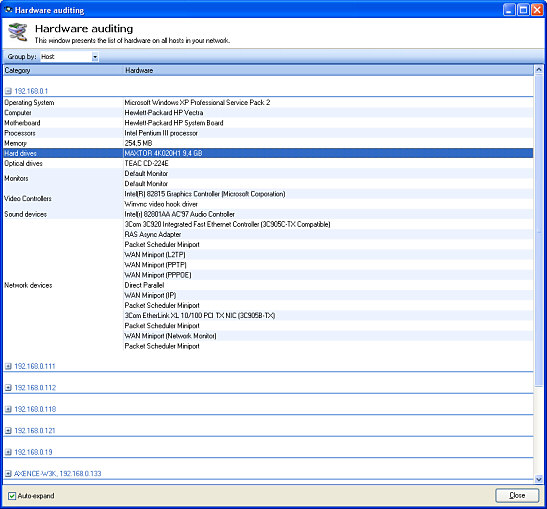 Hardware auditing
Hardware auditing
This window presents the list of hardware on all hosts in your network.
Group by: Host
Category Hardware
192.168.0.1
Operating System Microsoft Windows XP Professional Service Pack 2
Computer Hewlett-Packard HP Vectra
Motherboard Hewlett-Packard HP System Board
Processors Intel Pentium III processor
Memory 254,5 MB
Hard drives MAXTOR 4K020H1 9,4 GB
Optical drives TEAC CD-224E
Monitors Default Monitor
Default Monitor
Video Controllers Intel(R) 82815 Graphics Controller (Microsoft Corporation)
Winvnc video hook driver
Sound devices Intel(r) 82801AA AC'97 Audio Controller
Network devices 3Com 3C920 Integrated Fast Ethernet Controller (3C905C-TX Compatible)
RAS Async Adapter
Packet Scheduler Miniport
WAN Miniport (L2TP)
WAN Miniport (PPTP)
WAN Miniport (PPPOE)
Direct Parallel
WAN Miniport (IP)
Packet Scheduler Miniport
3Com EtherLink XL 10/100 PCI TX NIC (3C905B-TX)
Packet Scheduler Miniport
WAN Miniport (Network Monitor)
Packet Scheduler Miniport
192.168.0.111
192.168.0.112
192.168.0.118
192.168.0.121
192.168.0.19
AXENCE-W3K, 192.168.0.133
Auto-expand
Close